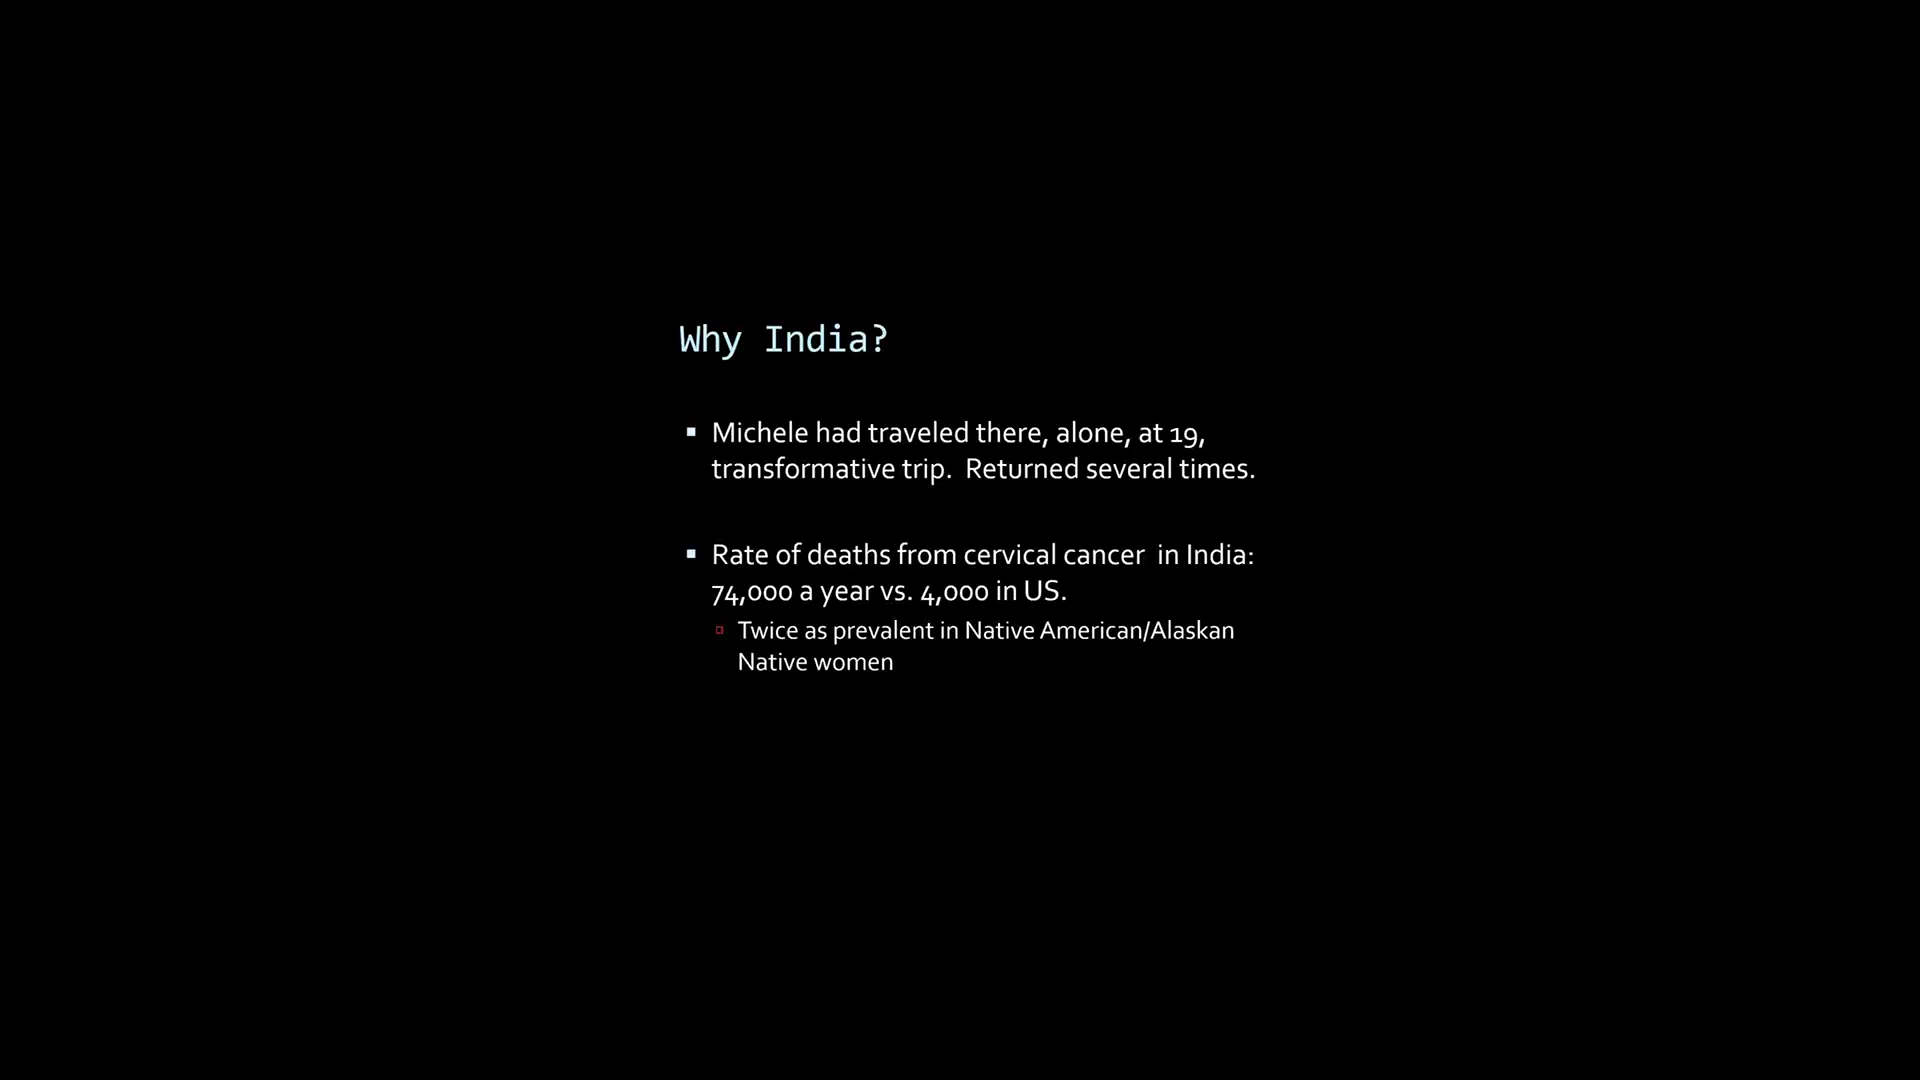 Why India?
▪ Michele had traveled there, alone, at 19,
transformative trip.  Returned several times.
▪ Rate of deaths from cervical cancer  in India:
74,000 a year vs. 4,000 in US.
▫ Twice as prevalent in Native American/Alaskan
Native women